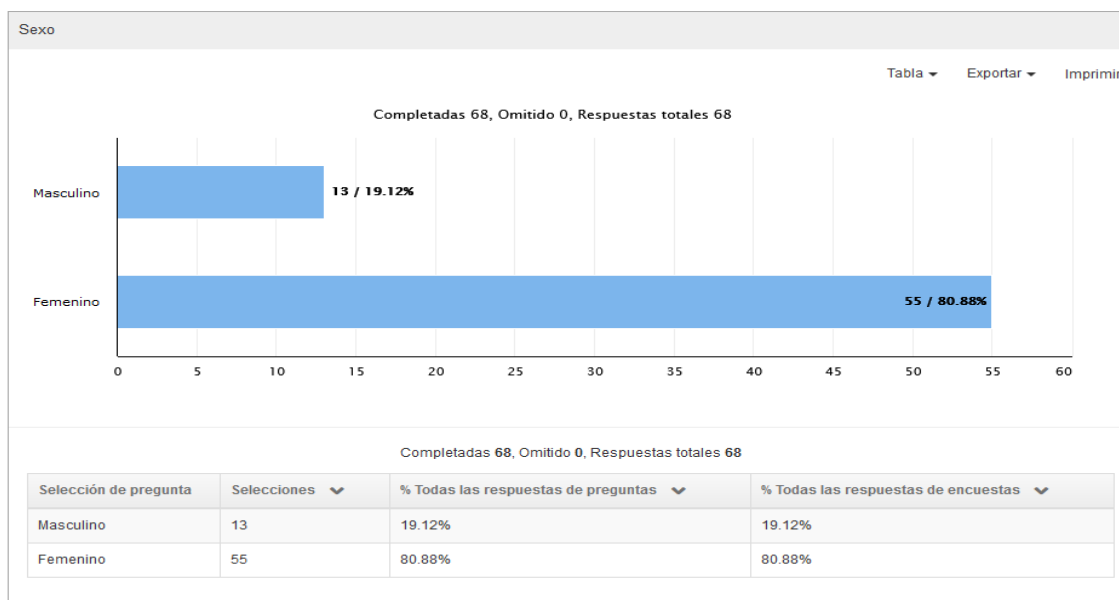 Sexo
Tabla Exportar Imprimir
Completadas 68, Omitido 0, Respuestas totales 68
Masculino 13 / 19.12%
Femenino 55 / 80.88%
0 5 10 15 20 25 30 35 40 45 50 55 60
Completadas 68, Omitido 0, Respuestas totales 68
Selección de pregunta Selecciones % Todas las respuestas de preguntas % Todas las respuestas de encuestas
Masculino 13 19.12% 19.12%
Femenino 55 80.88% 80.88%